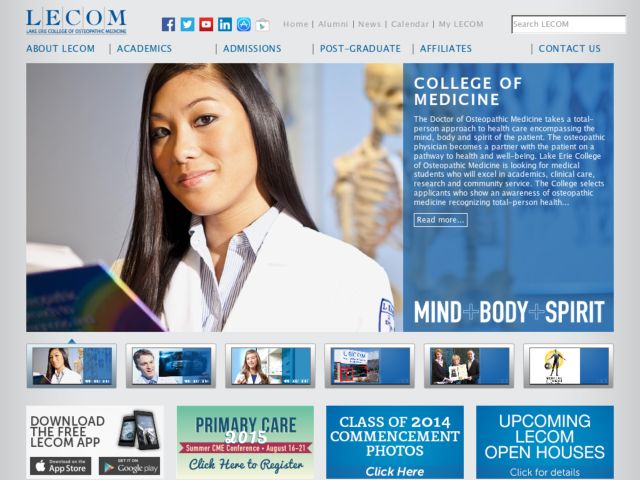 LECOM
LAKE ERIE COLLEGE OF OSTEOPATHIC MEDICINE
Home | Alumni | News | Calendar | My LECOM
Search LECOM
ABOUT LECOM | ACADEMICS | ADMISSIONS | POST-GRADUATE | AFFILIATES | CONTACT US
COLLEGE OF
MEDICINE
The Doctor of Osteopathic Medicine takes a total-
person approach to health care encompassing the
mind, body and spirit of the patient. The osteopathic
physician becomes a partner with the patient on a
pathway to health and well-being. Lake Erie College
of Osteopathic Medicine is looking for medical
students who will excel in academics, clinical care,
research and community service. The College selects
applicants who show an awareness of osteopathic
medicine recognizing total-person health...
Read more...
MIND+BODY+SPIRIT
LECOM
DOWNLOAD
THE FREE
LECOM APP
Download on the
App Store
GET IT ON
Google play
PRIMARY CARE
2015
Summer CME Conference • August 16-21
Click Here to Register
CLASS OF 2014
COMMENCEMENT
PHOTOS
Click Here
UPCOMING
LECOM
OPEN HOUSES
Click for details